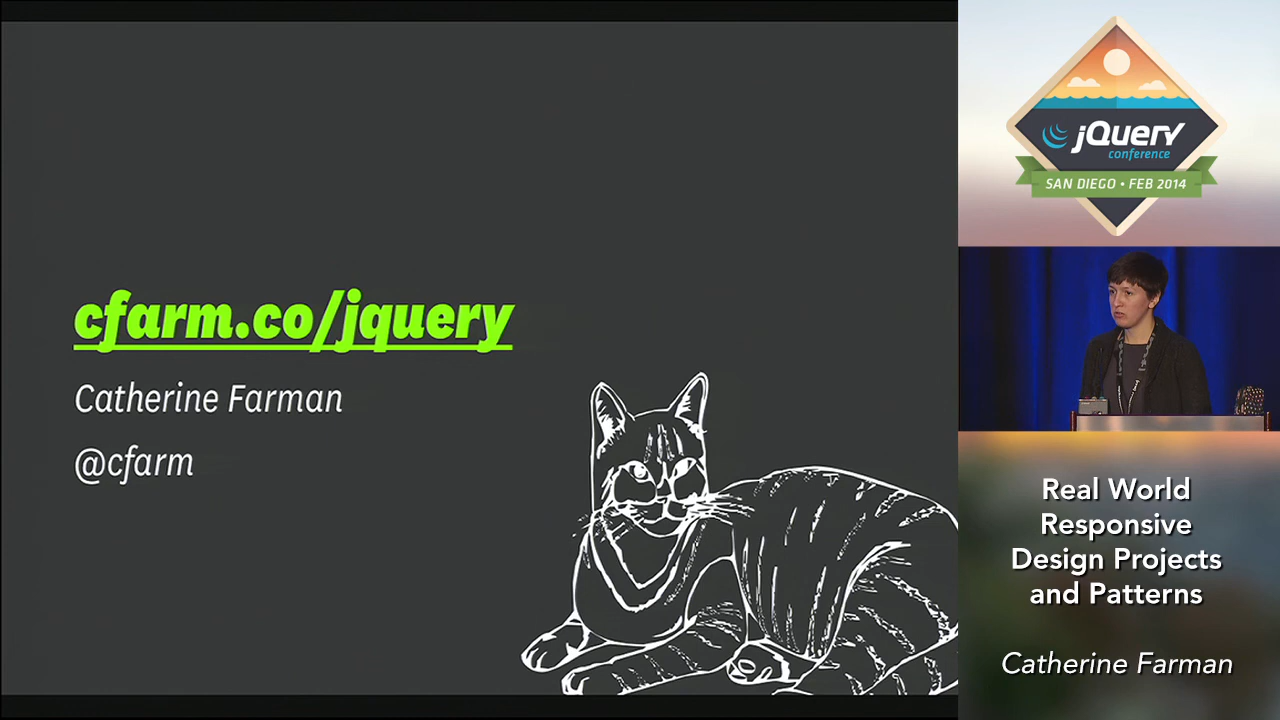 cfarm.co/jquery
Catherine Farman
@cfarm
jQuery
conference
SAN DIEGO • FEB 2014
Real World
Responsive
Design Projects
and Patterns
Catherine Farman